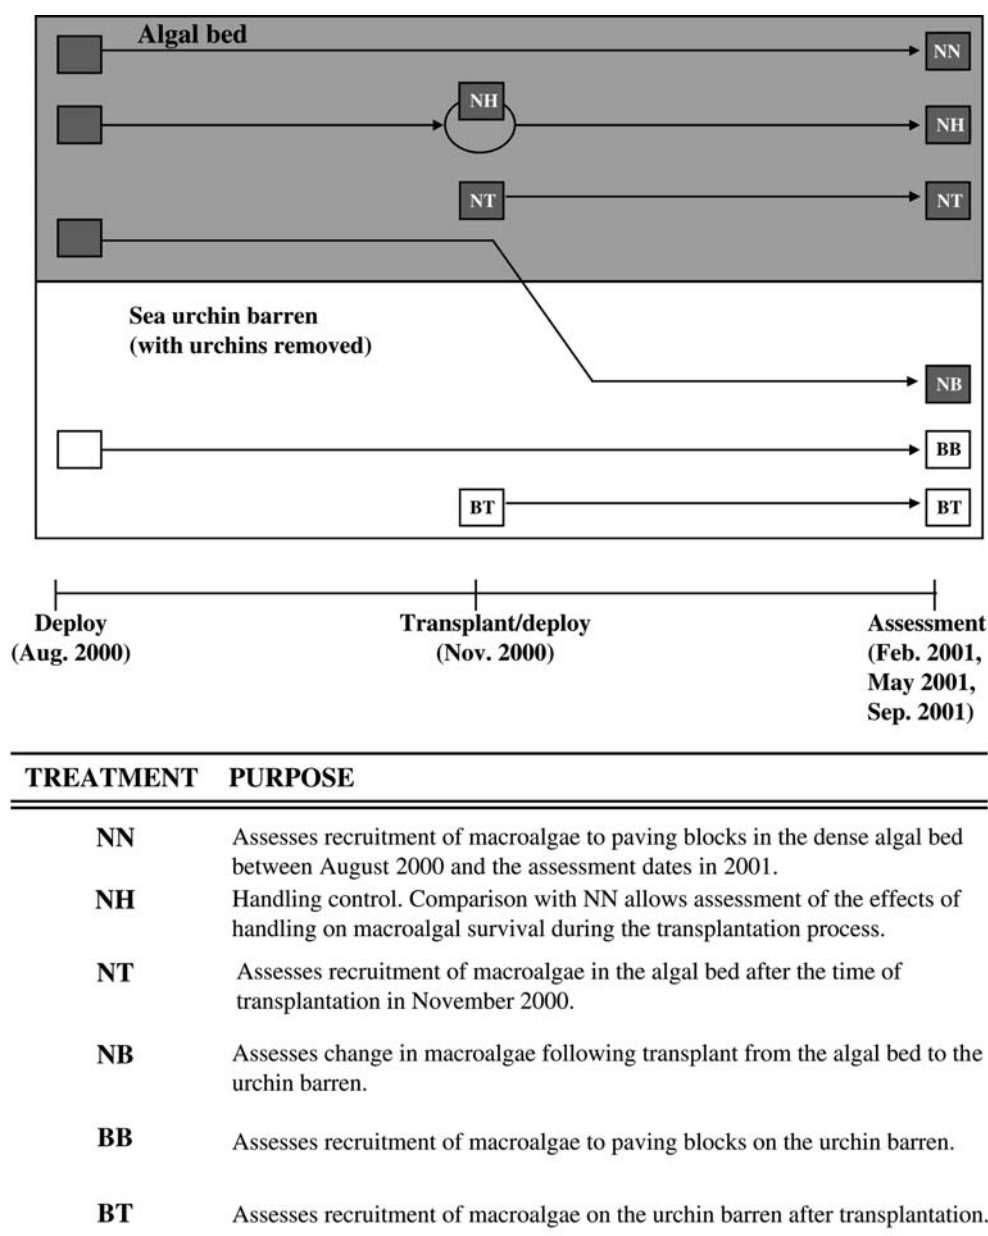 Algal bed
NN
NH
NH
NT
NT
Sea urchin barren
(with urchins removed)
NB
BB
BT
BT
Deploy
(Aug. 2000)
Transplant/deploy
(Nov. 2000)
Assessment
(Feb. 2001,
May 2001,
Sep. 2001)
TREATMENT PURPOSE
NN Assesses recruitment of macroalgae to paving blocks in the dense algal bed
between August 2000 and the assessment dates in 2001.
NH Handling control. Comparison with NN allows assessment of the effects of
handling on macroalgal survival during the transplantation process.
NT Assesses recruitment of macroalgae in the algal bed after the time of
transplantation in November 2000.
NB Assesses change in macroalgae following transplant from the algal bed to the
urchin barren.
BB Assesses recruitment of macroalgae to paving blocks on the urchin barren.
BT Assesses recruitment of macroalgae on the urchin barren after transplantation.